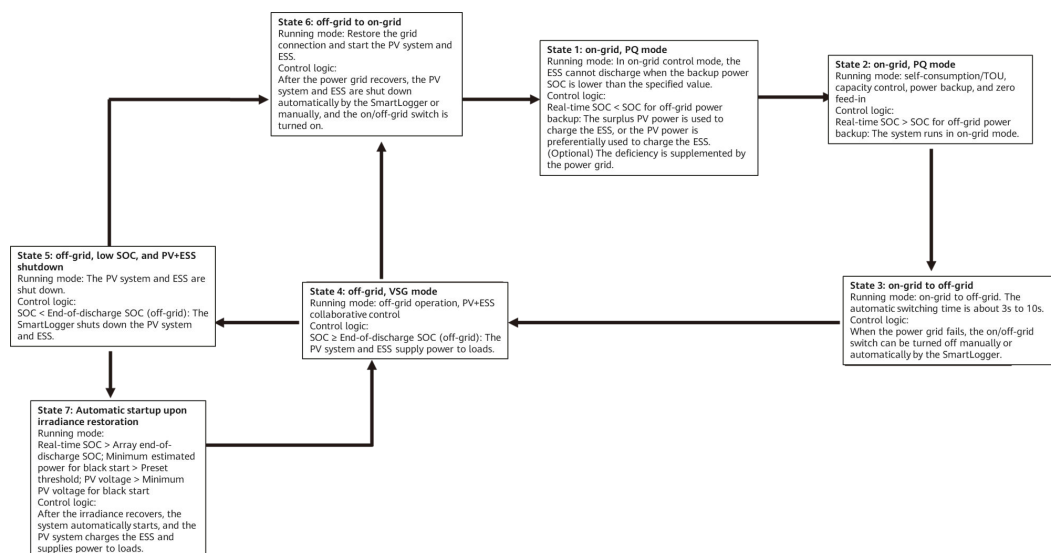 State 6: off-grid to on-grid
Running mode: Restore the grid
connection and start the PV system and
ESS.
Control logic:
After the power grid recovers, the PV
system and ESS are shut down
automatically by the SmartLogger or
manually, and the on/off-grid switch is
turned on.
State 1: on-grid, PQ mode
Running mode: In on-grid control mode, the
ESS cannot discharge when the backup power
SOC is lower than the specified value.
Control logic:
Real-time SOC < SOC for off-grid power
backup: The surplus PV power is used to
charge the ESS, or the PV power is
preferentially used to charge the ESS.
(Optional) The deficiency is supplemented by
the power grid.
State 2: on-grid, PQ mode
Running mode: self-consumption/TOU,
capacity control, power backup, and zero
feed-in
Control logic:
Real-time SOC > SOC for off-grid power
backup: The system runs in on-grid mode.
State 5: off-grid, low SOC, and PV+ESS
shutdown
Running mode: The PV system and ESS are
shut down.
Control logic:
SOC < End-of-discharge SOC (off-grid): The
SmartLogger shuts down the PV system
and ESS.
State 4: off-grid, VSG mode
Running mode: off-grid operation, PV+ESS
collaborative control
Control logic:
SOC ≥ End-of-discharge SOC (off-grid): The
PV system and ESS supply power to loads.
State 3: on-grid to off-grid
Running mode: on-grid to off-grid. The
automatic switching time is about 3s to 10s.
Control logic:
When the power grid fails, the on/off-grid
switch can be turned off manually or
automatically by the SmartLogger.
State 7: Automatic startup upon
irradiance restoration
Running mode:
Real-time SOC > Array end-of-
discharge SOC; Minimum estimated
power for black start > Preset
threshold; PV voltage > Minimum
PV voltage for black start
Control logic:
After the irradiance recovers, the
system automatically starts, and the
PV system charges the ESS and
supplies power to loads.